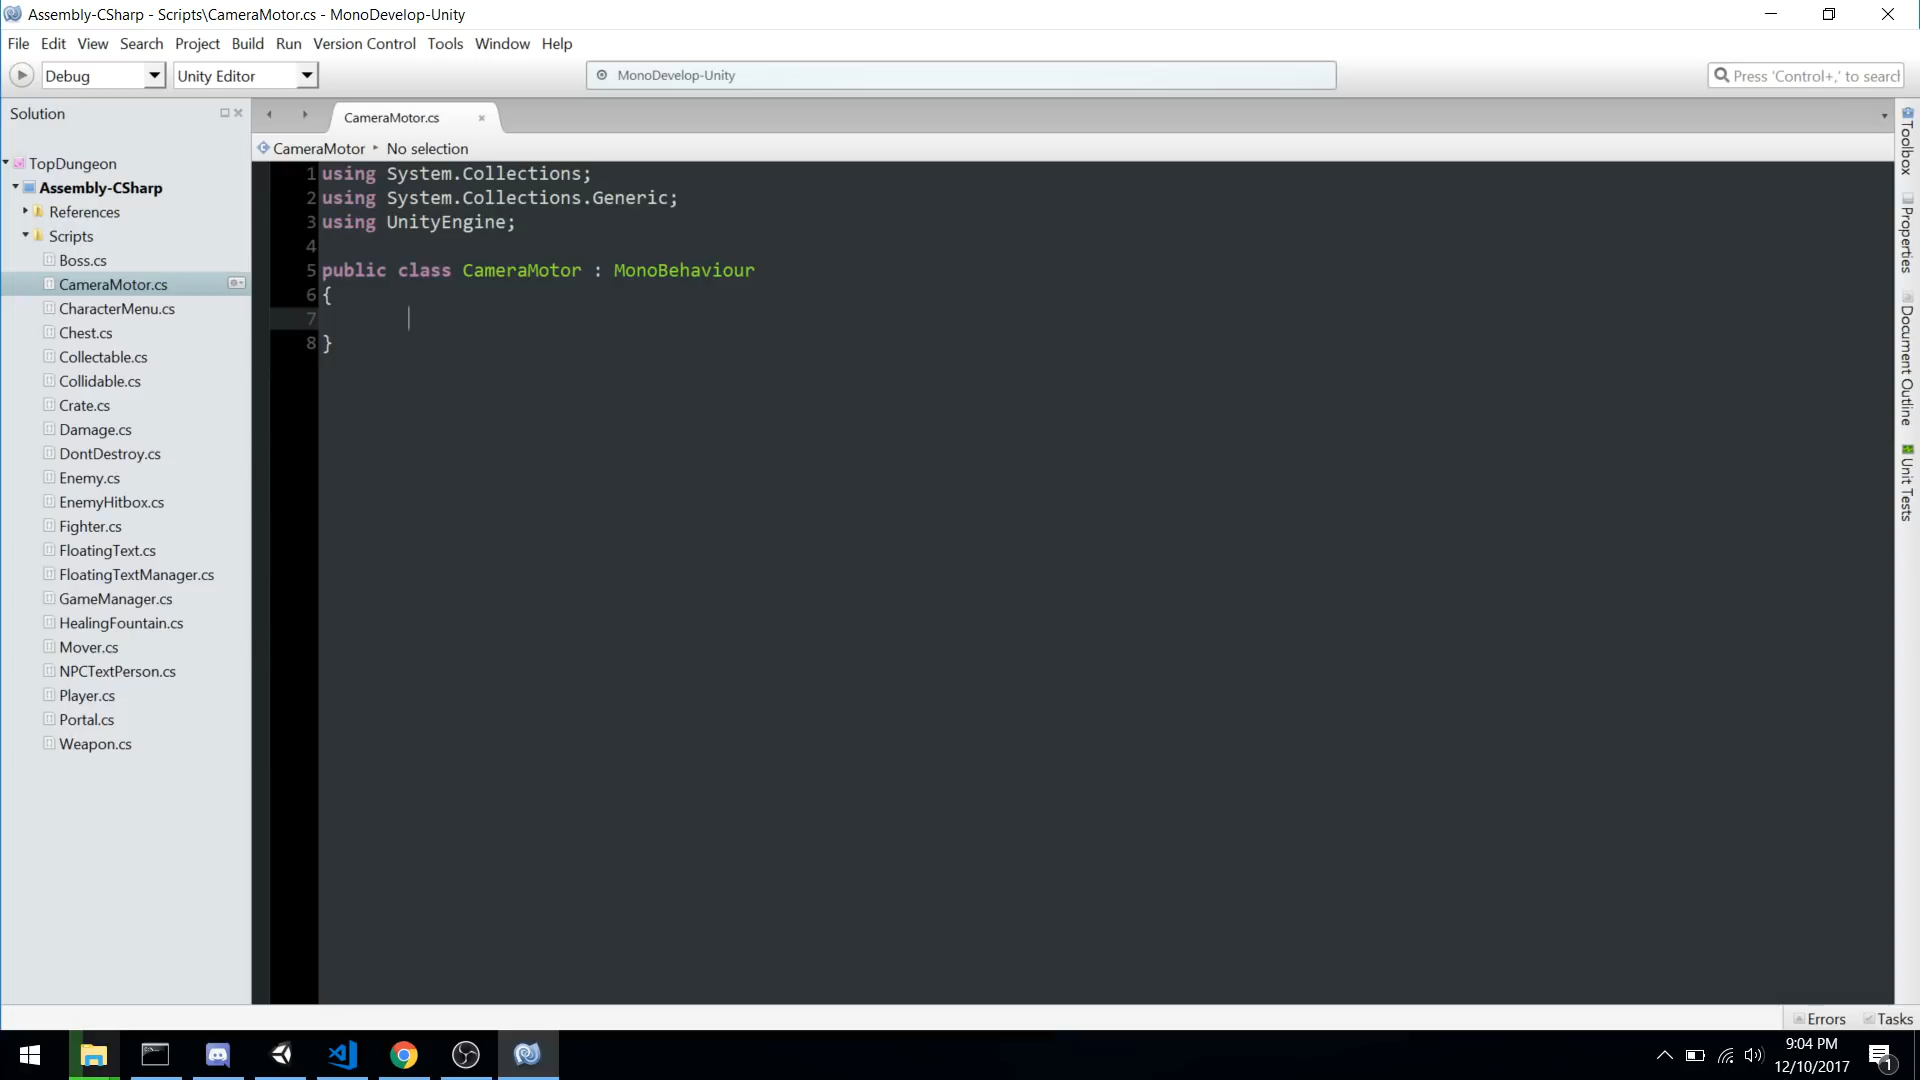 Assembly-CSharp - Scripts\CameraMotor.cs - MonoDevelop-Unity
File Edit View Search Project Build Run Version Control Tools Window Help
Debug Unity Editor MonoDevelop-Unity Press 'Control+,' to search
Solution
CameraMotor.cs
CameraMotor No selection
TopDungeon
Assembly-CSharp
References
Scripts
Boss.cs
CameraMotor.cs
CharacterMenu.cs
Chest.cs
Collectable.cs
Collidable.cs
Crate.cs
Damage.cs
DontDestroy.cs
Enemy.cs
EnemyHitbox.cs
Fighter.cs
FloatingText.cs
FloatingTextManager.cs
GameManager.cs
HealingFountain.cs
Mover.cs
NPCTextPerson.cs
Player.cs
Portal.cs
Weapon.cs
1 using System.Collections;
2 using System.Collections.Generic;
3 using UnityEngine;
4
5 public class CameraMotor : MonoBehaviour
6 {
7
8 }
Toolbox
Properties
Document Outline
Unit Tests
Errors Tasks
9:04 PM
12/10/2017
1